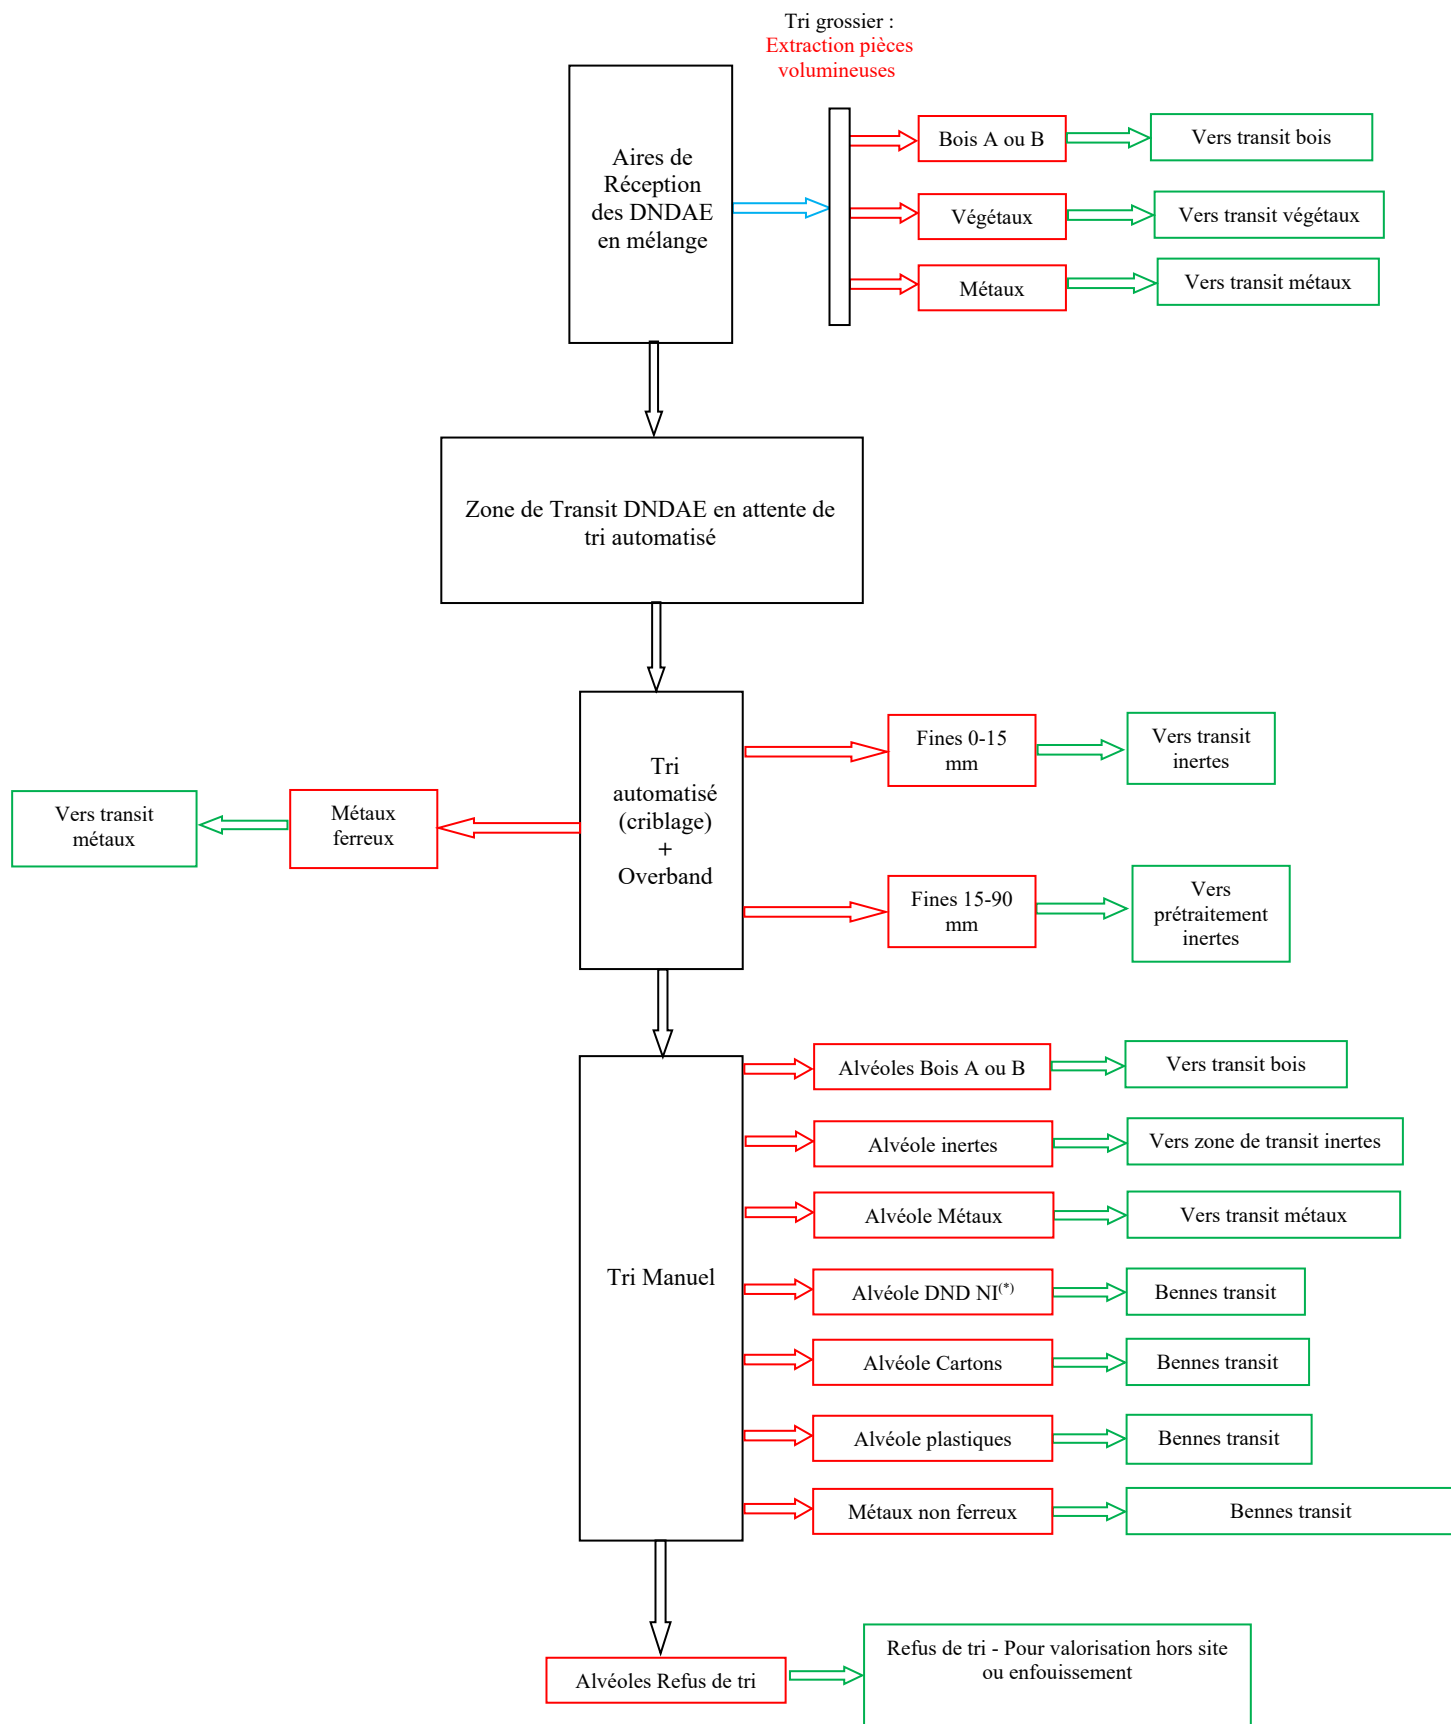 Tri grossier :
Extraction pièces
volumineuses
Aires de
Réception
des DNDAE
en mélange
Bois A ou B
Vers transit bois
Végétaux
Vers transit végétaux
Métaux
Vers transit métaux
Zone de Transit DNDAE en attente de
tri automatisé
Tri
automatisé
(criblage)
+
Overband
Fines 0-15
mm
Vers transit
inertes
Métaux
ferreux
Vers transit
métaux
Fines 15-90
mm
Vers
prétraitement
inertes
Tri Manuel
Alvéoles Bois A ou B
Vers transit bois
Alvéole inertes
Vers zone de transit inertes
Alvéole Métaux
Vers transit métaux
Alvéole DND NI(*)
Bennes transit
Alvéole Cartons
Bennes transit
Alvéole plastiques
Bennes transit
Métaux non ferreux
Bennes transit
Alvéoles Refus de tri
Refus de tri - Pour valorisation hors site
ou enfouissement